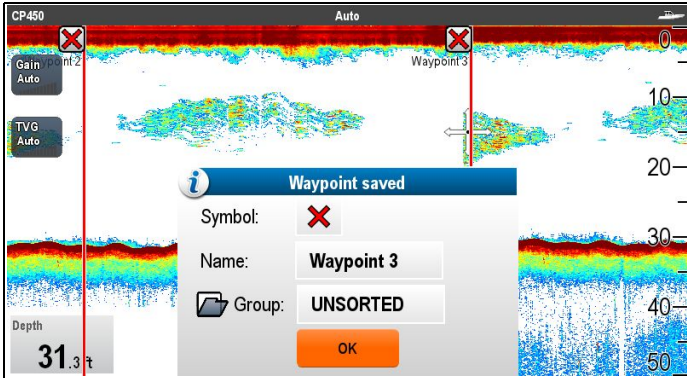 CP450 Auto
Gain
Auto
Waypoint 2
Waypoint 3
0
10
TVG
Auto
20
i
Waypoint saved
Symbol:
Name: Waypoint 3
Group: UNSORTED
OK
30
40
50
Depth
31.3 ft